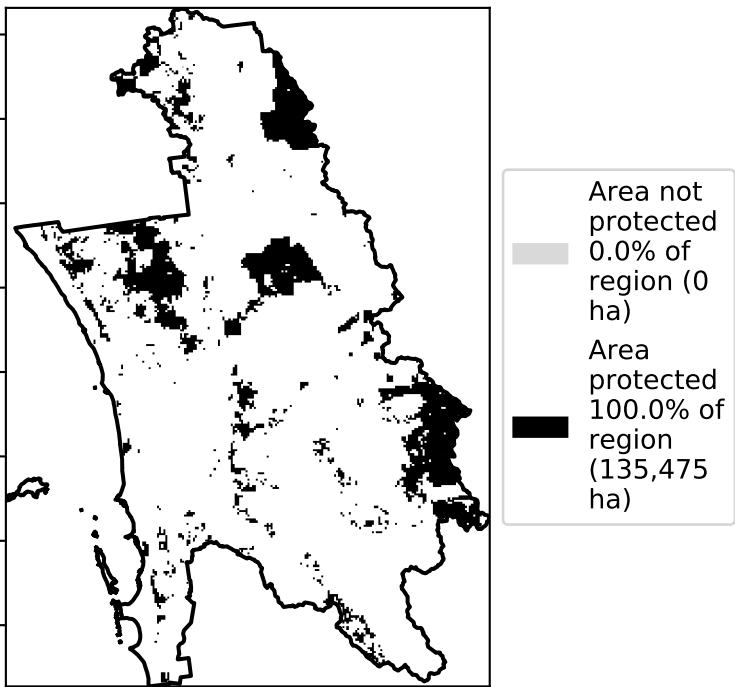 Area not
protected
0.0% of
region (0
ha)
Area
protected
100.0% of
region
(135,475
ha)